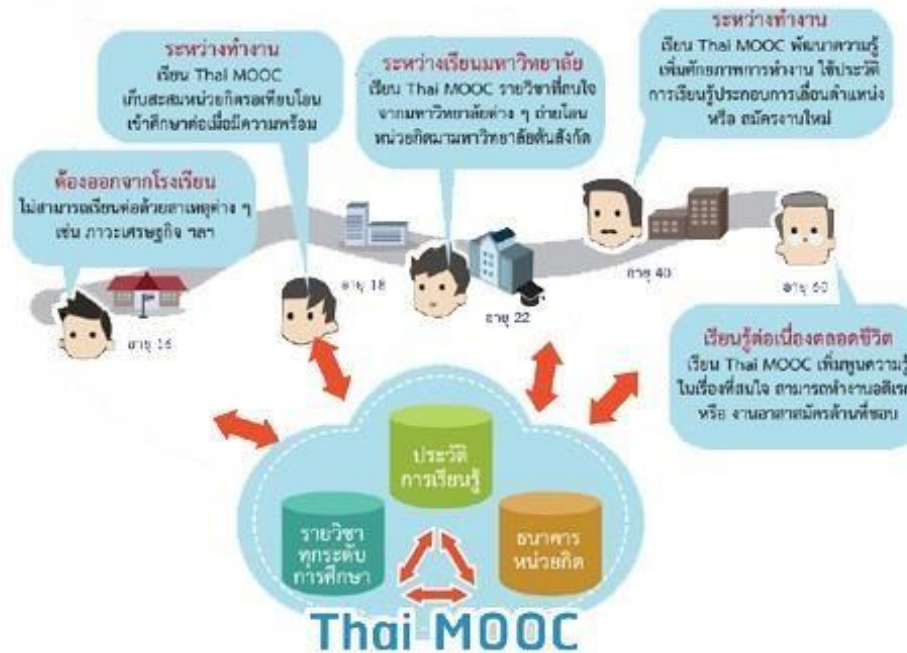 ระหว่างทำงาน
เรียน Thai MOOC
เก็บสะสมหน่วยกิตรอเทียบโอน
เข้าศึกษาต่อเมื่อมีความพร้อม
ระหว่างเรียนมหาวิทยาลัย
เรียน Thai MOOC รายวิชาที่สนใจ
จากมหาวิทยาลัยต่าง ๆ ถ่ายโอน
หน่วยกิตมามหาวิทยาลัยต้นสังกัด
ระหว่างทำงาน
เรียน Thai MOOC พัฒนาความรู้
เพิ่มศักยภาพการทำงาน ใช้ประวัติ
การเรียนรู้ประกอบการเลื่อนตำแหน่ง
หรือ สมัครงานใหม่
ต้องออกจากโรงเรียน
ไม่สามารถเรียนต่อด้วยสาเหตุต่าง ๆ
เช่น ภาวะเศรษฐกิจ ฯลฯ
อายุ 16
อายุ 18
อายุ 22
อายุ 40
อายุ 60
เรียนรู้ต่อเนื่องตลอดชีวิต
เรียน Thai MOOC เพิ่มพูนความรู้
ในเรื่องที่สนใจ สามารถทำงานอดิเรก
หรือ งานอาสาสมัครด้านที่ชอบ
ประวัติ
การเรียนรู้
รายวิชา
ทุกระดับ
การศึกษา
ธนาคาร
หน่วยกิต
Thai MOOC